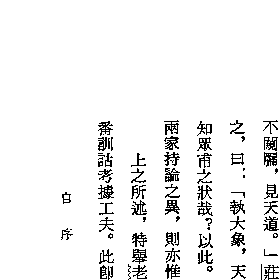 不闚牖，見天道。」莊
之，曰：「執大象，天
知眾甫之狀哉？以此。
兩家持論之異，則亦惟
上之所述，特舉老
番訓詁考據工夫。此
自序